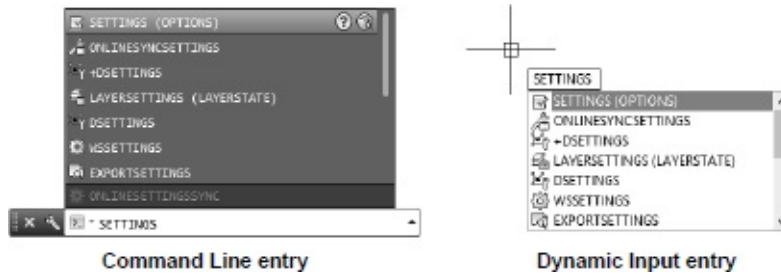 SETTINGS (OPTIONS)
ONLINESYNCSETTINGS
+DSETTINGS
LAYERSETTINGS (LAYERSTATE)
DSETTINGS
WSSETTINGS
EXPORTSETTINGS
ONLINESETTINGSSYNC
SETTINGS
Command Line entry
SETTINGS
SETTINGS (OPTIONS)
ONLINESYNCSETTINGS
+DSETTINGS
LAYERSETTINGS (LAYERSTATE)
DSETTINGS
WSSETTINGS
EXPORTSETTINGS
Dynamic Input entry